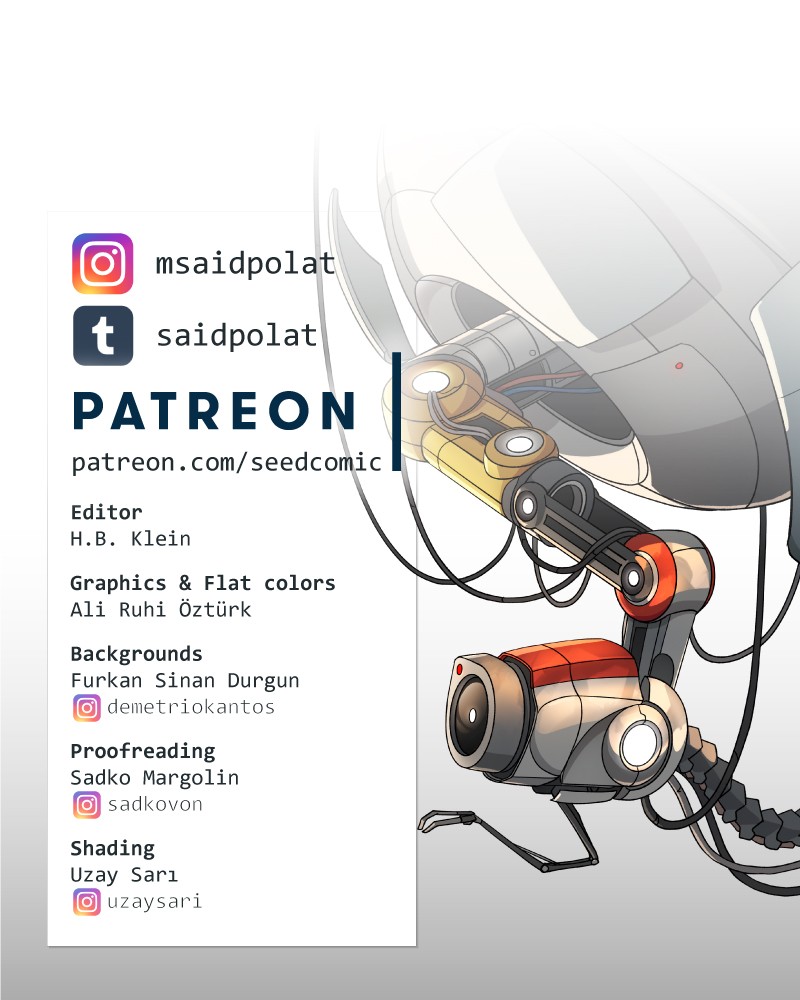 msaidpolat
t
saidpolat
PATREON
patreon.com/seedcomic
Editor
H.B. Klein
Graphics & Flat colors
Ali Ruhi Öztürk
Backgrounds
Furkan Sinan Durgun
demetriokantos
Proofreading
Sadko Margolin
sadkovon
Shading
Uzay Sarı
uzaysari